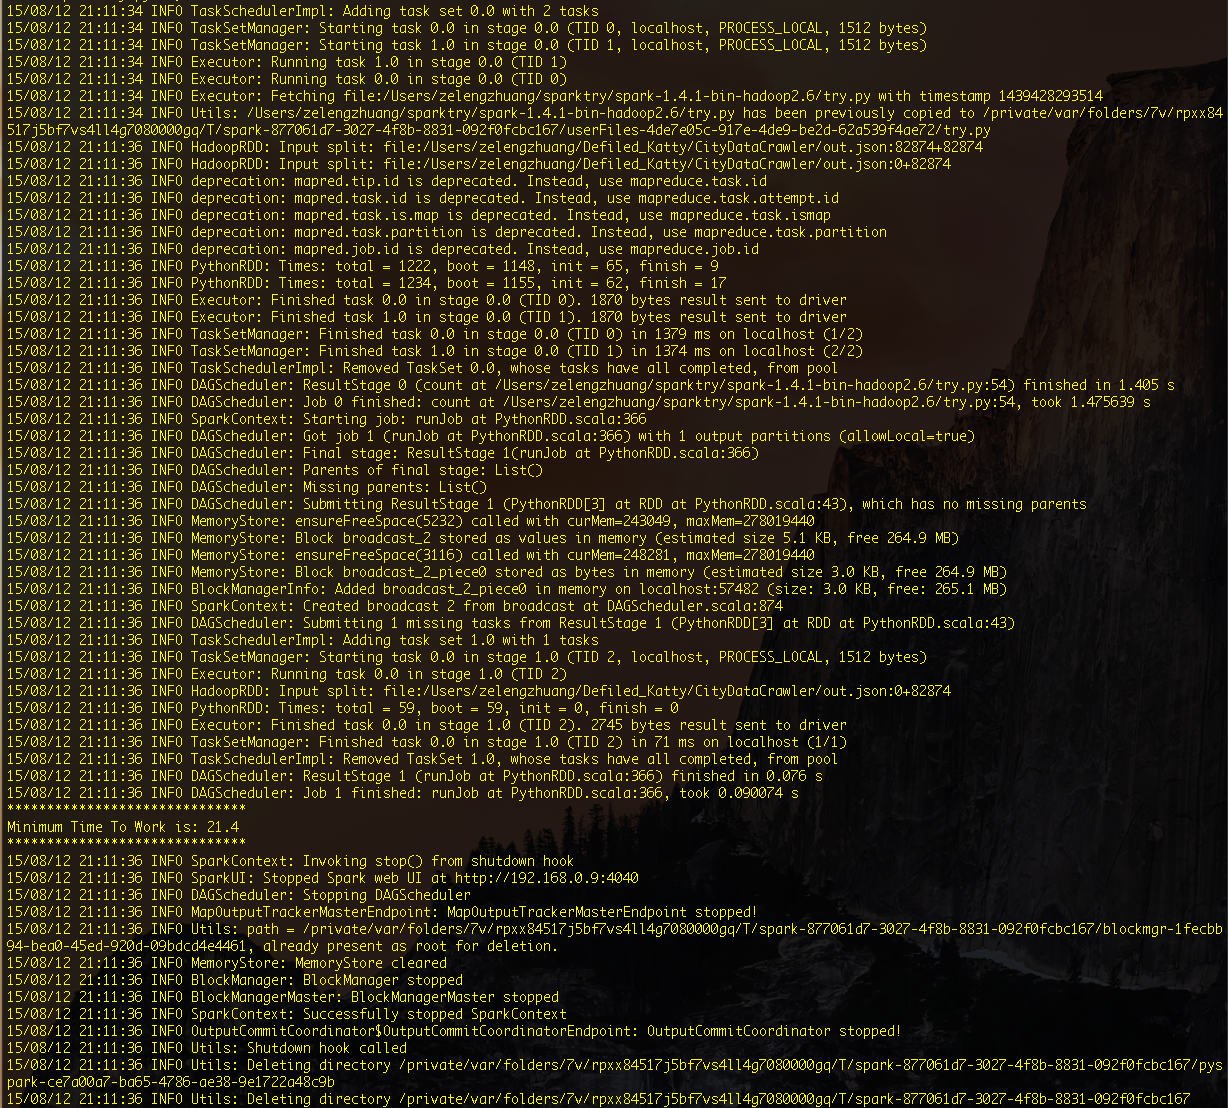 15/08/12 21:11:34 INFO TaskSchedulerImpl: Adding task set 0.0 with 2 tasks
15/08/12 21:11:34 INFO TaskSetManager: Starting task 0.0 in stage 0.0 (TID 0, localhost, PROCESS_LOCAL, 1512 bytes)
15/08/12 21:11:34 INFO TaskSetManager: Starting task 1.0 in stage 0.0 (TID 1, localhost, PROCESS_LOCAL, 1512 bytes)
15/08/12 21:11:34 INFO Executor: Running task 1.0 in stage 0.0 (TID 1)
15/08/12 21:11:34 INFO Executor: Running task 0.0 in stage 0.0 (TID 0)
15/08/12 21:11:34 INFO Executor: Fetching file:/Users/zelengzhuang/sparktry/spark-1.4.1-bin-hadoop2.6/try.py with timestamp 1439428293514
15/08/12 21:11:34 INFO Utils: /Users/zelengzhuang/sparktry/spark-1.4.1-bin-hadoop2.6/try.py has been previously copied to /private/var/folders/7v/rpxx84
517j5bf7vs4ll4g7080000gq/T/spark-877061d7-3027-4f8b-8831-092f0fcbc167/userFiles-4de7e05c-917e-4de9-be2d-62a539f4ae72/try.py
15/08/12 21:11:36 INFO HadoopRDD: Input split: file:/Users/zelengzhuang/Defiled_Katty/CityDataCrawler/out.json:82874+82874
15/08/12 21:11:36 INFO HadoopRDD: Input split: file:/Users/zelengzhuang/Defiled_Katty/CityDataCrawler/out.json:0+82874
15/08/12 21:11:36 INFO deprecation: mapred.tip.id is deprecated. Instead, use mapreduce.task.id
15/08/12 21:11:36 INFO deprecation: mapred.task.id is deprecated. Instead, use mapreduce.task.attempt.id
15/08/12 21:11:36 INFO deprecation: mapred.task.is.map is deprecated. Instead, use mapreduce.task.ismap
15/08/12 21:11:36 INFO deprecation: mapred.task.partition is deprecated. Instead, use mapreduce.task.partition
15/08/12 21:11:36 INFO deprecation: mapred.job.id is deprecated. Instead, use mapreduce.job.id
15/08/12 21:11:36 INFO PythonRDD: Times: total = 1222, boot = 1148, init = 65, finish = 9
15/08/12 21:11:36 INFO PythonRDD: Times: total = 1234, boot = 1155, init = 62, finish = 17
15/08/12 21:11:36 INFO Executor: Finished task 0.0 in stage 0.0 (TID 0). 1870 bytes result sent to driver
15/08/12 21:11:36 INFO Executor: Finished task 1.0 in stage 0.0 (TID 1). 1870 bytes result sent to driver
15/08/12 21:11:36 INFO TaskSetManager: Finished task 0.0 in stage 0.0 (TID 0) in 1379 ms on localhost (1/2)
15/08/12 21:11:36 INFO TaskSetManager: Finished task 1.0 in stage 0.0 (TID 1) in 1374 ms on localhost (2/2)
15/08/12 21:11:36 INFO TaskSchedulerImpl: Removed TaskSet 0.0, whose tasks have all completed, from pool
15/08/12 21:11:36 INFO DAGScheduler: ResultStage 0 (count at /Users/zelengzhuang/sparktry/spark-1.4.1-bin-hadoop2.6/try.py:54) finished in 1.405 s
15/08/12 21:11:36 INFO DAGScheduler: Job 0 finished: count at /Users/zelengzhuang/sparktry/spark-1.4.1-bin-hadoop2.6/try.py:54, took 1.475639 s
15/08/12 21:11:36 INFO SparkContext: Starting job: runJob at PythonRDD.scala:366
15/08/12 21:11:36 INFO DAGScheduler: Got job 1 (runJob at PythonRDD.scala:366) with 1 output partitions (allowLocal=true)
15/08/12 21:11:36 INFO DAGScheduler: Final stage: ResultStage 1(runJob at PythonRDD.scala:366)
15/08/12 21:11:36 INFO DAGScheduler: Parents of final stage: List()
15/08/12 21:11:36 INFO DAGScheduler: Missing parents: List()
15/08/12 21:11:36 INFO DAGScheduler: Submitting ResultStage 1 (PythonRDD[3] at RDD at PythonRDD.scala:43), which has no missing parents
15/08/12 21:11:36 INFO MemoryStore: ensureFreeSpace(5232) called with curMem=243049, maxMem=278019440
15/08/12 21:11:36 INFO MemoryStore: Block broadcast_2 stored as values in memory (estimated size 5.1 KB, free 264.9 MB)
15/08/12 21:11:36 INFO MemoryStore: ensureFreeSpace(3116) called with curMem=248281, maxMem=278019440
15/08/12 21:11:36 INFO MemoryStore: Block broadcast_2_piece0 stored as bytes in memory (estimated size 3.0 KB, free 264.9 MB)
15/08/12 21:11:36 INFO BlockManagerInfo: Added broadcast_2_piece0 in memory on localhost:57482 (size: 3.0 KB, free: 265.1 MB)
15/08/12 21:11:36 INFO SparkContext: Created broadcast 2 from broadcast at DAGScheduler.scala:874
15/08/12 21:11:36 INFO DAGScheduler: Submitting 1 missing tasks from ResultStage 1 (PythonRDD[3] at RDD at PythonRDD.scala:43)
15/08/12 21:11:36 INFO TaskSchedulerImpl: Adding task set 1.0 with 1 tasks
15/08/12 21:11:36 INFO TaskSetManager: Starting task 0.0 in stage 1.0 (TID 2, localhost, PROCESS_LOCAL, 1512 bytes)
15/08/12 21:11:36 INFO Executor: Running task 0.0 in stage 1.0 (TID 2)
15/08/12 21:11:36 INFO HadoopRDD: Input split: file:/Users/zelengzhuang/Defiled_Katty/CityDataCrawler/out.json:0+82874
15/08/12 21:11:36 INFO PythonRDD: Times: total = 59, boot = 59, init = 0, finish = 0
15/08/12 21:11:36 INFO Executor: Finished task 0.0 in stage 1.0 (TID 2). 2745 bytes result sent to driver
15/08/12 21:11:36 INFO TaskSetManager: Finished task 0.0 in stage 1.0 (TID 2) in 71 ms on localhost (1/1)
15/08/12 21:11:36 INFO TaskSchedulerImpl: Removed TaskSet 1.0, whose tasks have all completed, from pool
15/08/12 21:11:36 INFO DAGScheduler: ResultStage 1 (runJob at PythonRDD.scala:366) finished in 0.076 s
15/08/12 21:11:36 INFO DAGScheduler: Job 1 finished: runJob at PythonRDD.scala:366, took 0.090074 s
******************************
Minimum Time To Work is: 21.4
******************************
15/08/12 21:11:36 INFO SparkContext: Invoking stop() from shutdown hook
15/08/12 21:11:36 INFO SparkUI: Stopped Spark web UI at http://192.168.0.9:4040
15/08/12 21:11:36 INFO DAGScheduler: Stopping DAGScheduler
15/08/12 21:11:36 INFO MapOutputTrackerMasterEndpoint: MapOutputTrackerMasterEndpoint stopped!
15/08/12 21:11:36 INFO Utils: path = /private/var/folders/7v/rpxx84517j5bf7vs4ll4g7080000gq/T/spark-877061d7-3027-4f8b-8831-092f0fcbc167/blockmgr-1fecbb
94-bea0-45ed-920d-09bdcd4e4461, already present as root for deletion.
15/08/12 21:11:36 INFO MemoryStore: MemoryStore cleared
15/08/12 21:11:36 INFO BlockManager: BlockManager stopped
15/08/12 21:11:36 INFO BlockManagerMaster: BlockManagerMaster stopped
15/08/12 21:11:36 INFO SparkContext: Successfully stopped SparkContext
15/08/12 21:11:36 INFO OutputCommitCoordinator$OutputCommitCoordinatorEndpoint: OutputCommitCoordinator stopped!
15/08/12 21:11:36 INFO Utils: Shutdown hook called
15/08/12 21:11:36 INFO Utils: Deleting directory /private/var/folders/7v/rpxx84517j5bf7vs4ll4g7080000gq/T/spark-877061d7-3027-4f8b-8831-092f0fcbc167/pys
park-ce7a00a7-ba65-4786-ae38-9e1722a48c9b
15/08/12 21:11:36 INFO Utils: Deleting directory /private/var/folders/7v/rpxx84517j5bf7vs4ll4g7080000gq/T/spark-877061d7-3027-4f8b-8831-092f0fcbc167